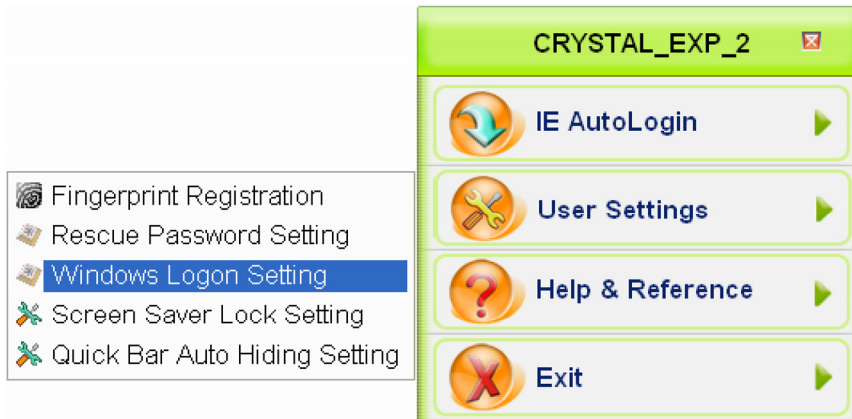 CRYSTAL_EXP_2
IE AutoLogin
User Settings
Help & Reference
Exit
Fingerprint Registration
Rescue Password Setting
Windows Logon Setting
Screen Saver Lock Setting
Quick Bar Auto Hiding Setting